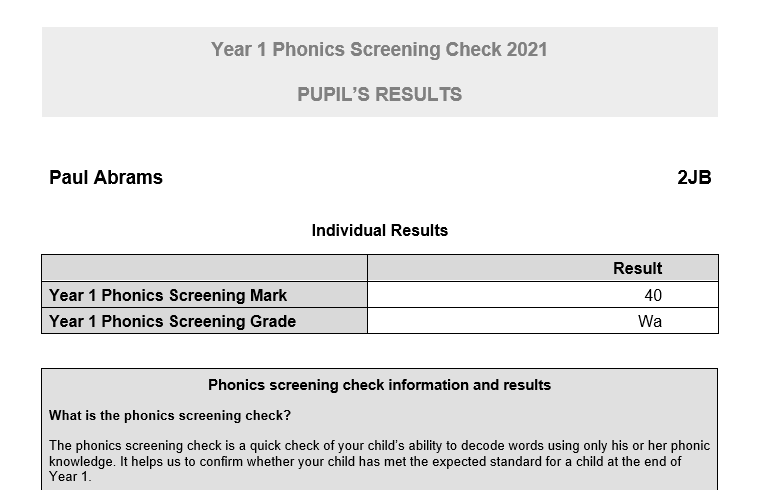 Year 1 Phonics Screening Check 2021
PUPIL’S RESULTS
Paul Abrams 2JB
Individual Results
Result
Year 1 Phonics Screening Mark 40
Year 1 Phonics Screening Grade Wa
Phonics screening check information and results
What is the phonics screening check?
The phonics screening check is a quick check of your child’s ability to decode words using only his or her phonic
knowledge. It helps us to confirm whether your child has met the expected standard for a child at the end of
Year 1.